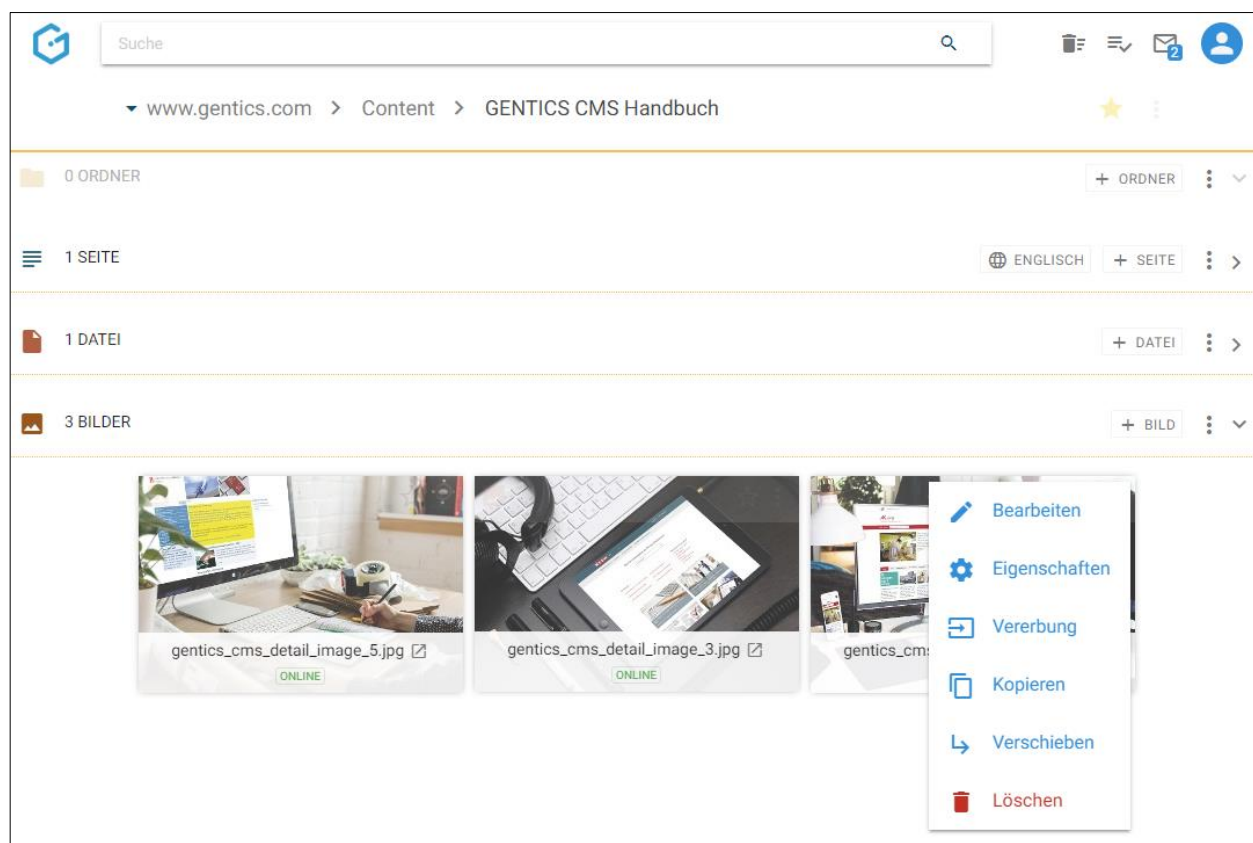 Suche
2
www.gentics.com > Content > GENTICS CMS Handbuch
0 ORDNER
+ ORDNER
1 SEITE
ENGLISCH
+ SEITE
1 DATEI
+ DATEI
3 BILDER
+ BILD
gentics_cms_detail_image_5.jpg
ONLINE
gentics_cms_detail_image_3.jpg
ONLINE
gentics_cms
Bearbeiten
Eigenschaften
Vererbung
Kopieren
Verschieben
Löschen